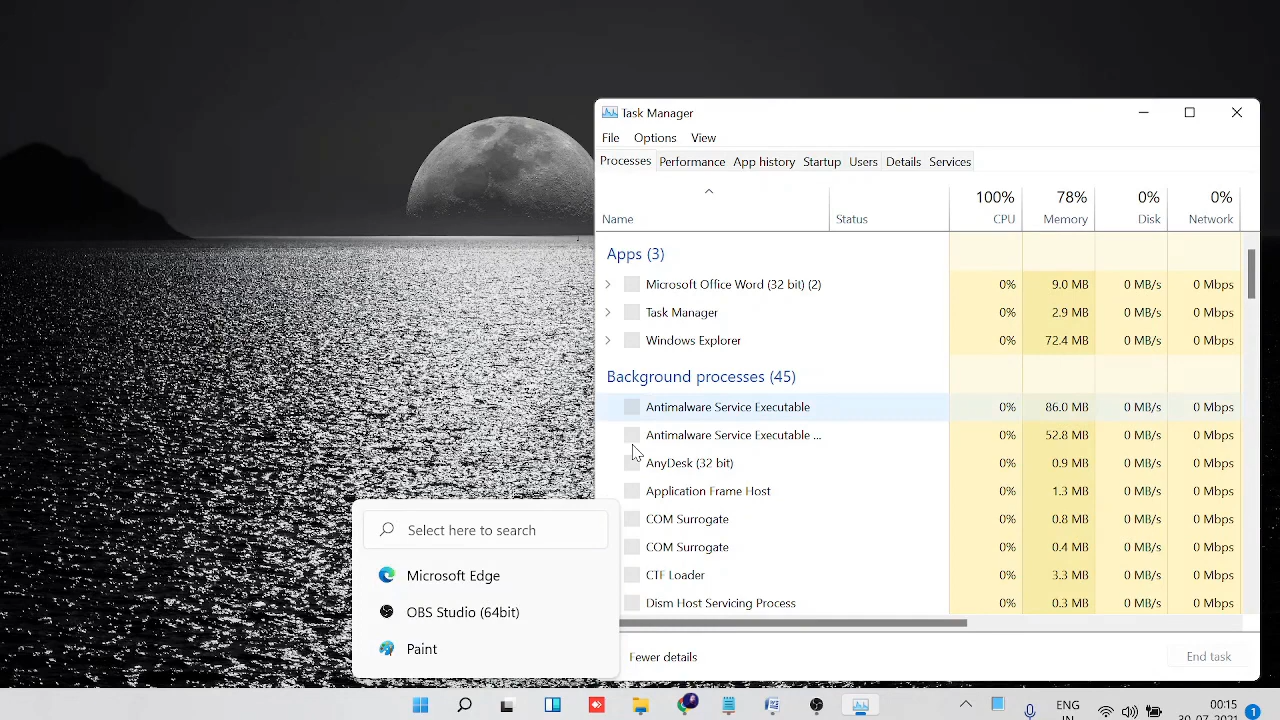 Task Manager
File Options View
Processes Performance App history Startup Users Details Services
100% 78% 0% 0%
Name Status CPU Memory Disk Network
Apps (3)
Microsoft Office Word (32 bit) (2) 0% 9.0 MB 0 MB/s 0 Mbps
Task Manager 0% 2.9 MB 0 MB/s 0 Mbps
Windows Explorer 0% 72.4 MB 0 MB/s 0 Mbps
Background processes (45)
Antimalware Service Executable 0% 86.0 MB 0 MB/s 0 Mbps
Antimalware Service Executable ... 0% 52.8 MB 0 MB/s 0 Mbps
AnyDesk (32 bit) 0% 0.9 MB 0 MB/s 0 Mbps
Application Frame Host 0% 1.3 MB 0 MB/s 0 Mbps
COM Surrogate 0% 0.8 MB 0 MB/s 0 Mbps
COM Surrogate 0% 0.4 MB 0 MB/s 0 Mbps
CTF Loader 0% 3.3 MB 0 MB/s 0 Mbps
Dism Host Servicing Process 0% 0.3 MB 0 MB/s 0 Mbps
Fewer details End task
Select here to search
Microsoft Edge
OBS Studio (64bit)
Paint
ENG 00:15
IN 1